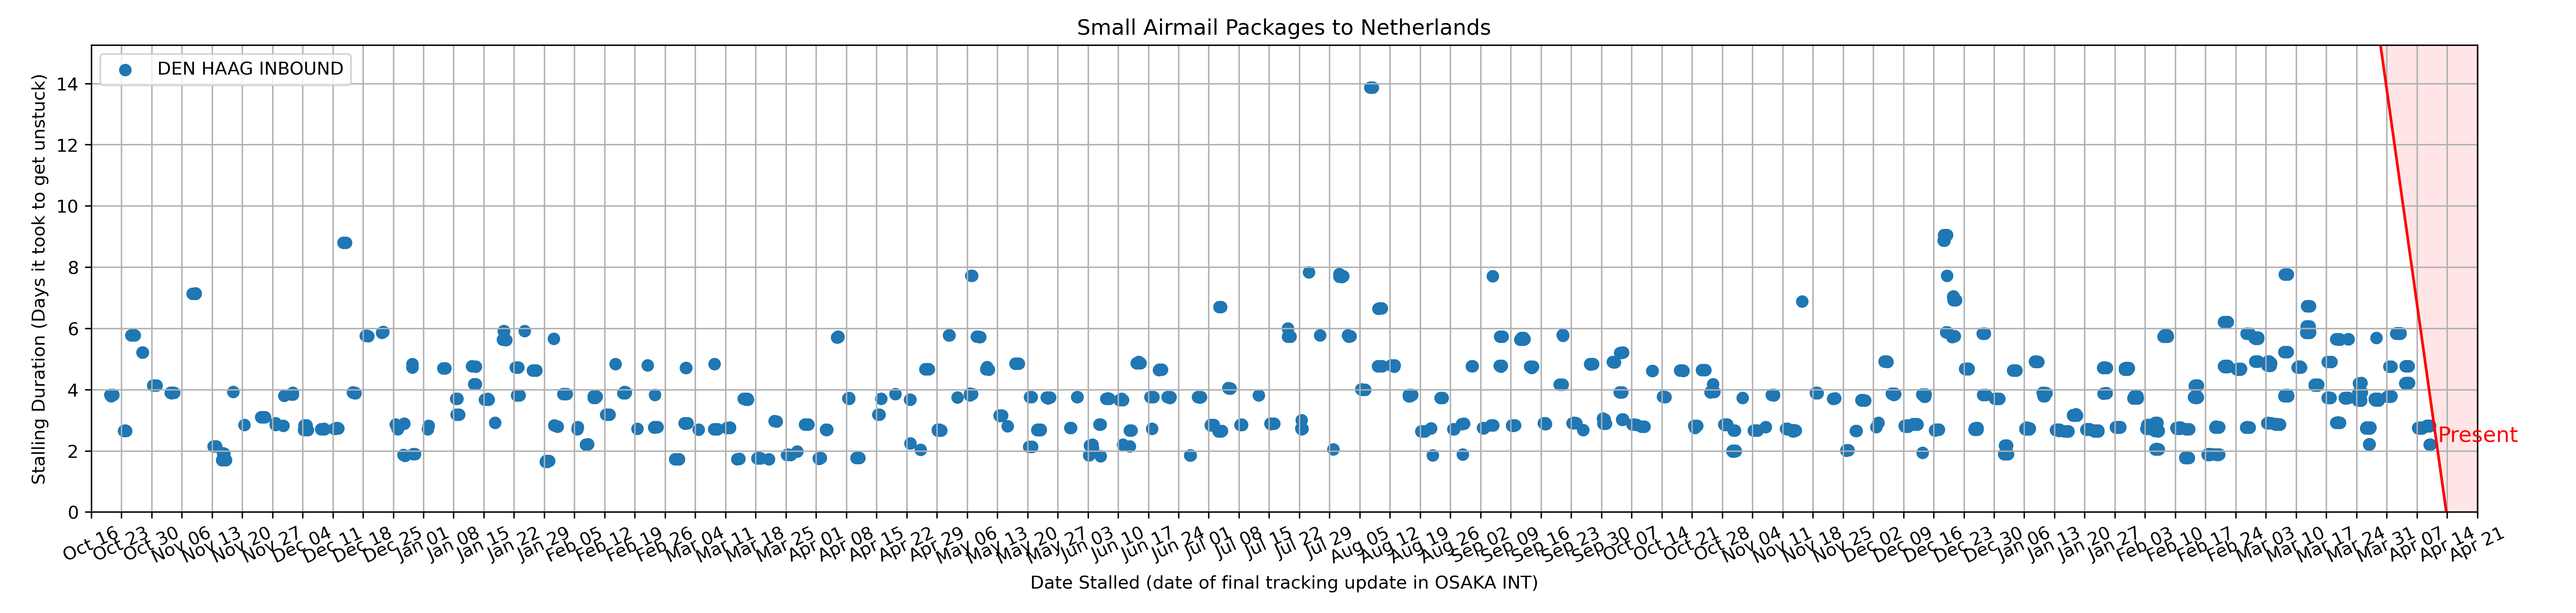 Small Airmail Packages to Netherlands
DEN HAAG INBOUND
Stalling Duration (Days it took to get unstuck)
14
12
10
8
6
4
2
0
Present
Oct 16
Oct 23
Oct 30
Nov 06
Nov 13
Nov 20
Nov 27
Dec 04
Dec 11
Dec 18
Dec 25
Jan 01
Jan 08
Jan 15
Jan 22
Jan 29
Feb 05
Feb 12
Feb 19
Feb 26
Mar 04
Mar 11
Mar 18
Mar 25
Apr 01
Apr 08
Apr 15
Apr 22
Apr 29
May 06
May 13
May 20
May 27
Jun 03
Jun 10
Jun 17
Jun 24
Jul 01
Jul 08
Jul 15
Jul 22
Jul 29
Aug 05
Aug 12
Aug 19
Aug 26
Sep 02
Sep 09
Sep 16
Sep 23
Sep 30
Oct 07
Oct 14
Oct 21
Oct 28
Nov 04
Nov 11
Nov 18
Nov 25
Dec 02
Dec 09
Dec 16
Dec 23
Dec 30
Jan 06
Jan 13
Jan 20
Jan 27
Feb 03
Feb 10
Feb 17
Feb 24
Mar 03
Mar 10
Mar 17
Mar 24
Mar 31
Apr 07
Apr 14
Apr 21
Date Stalled (date of final tracking update in OSAKA INT)